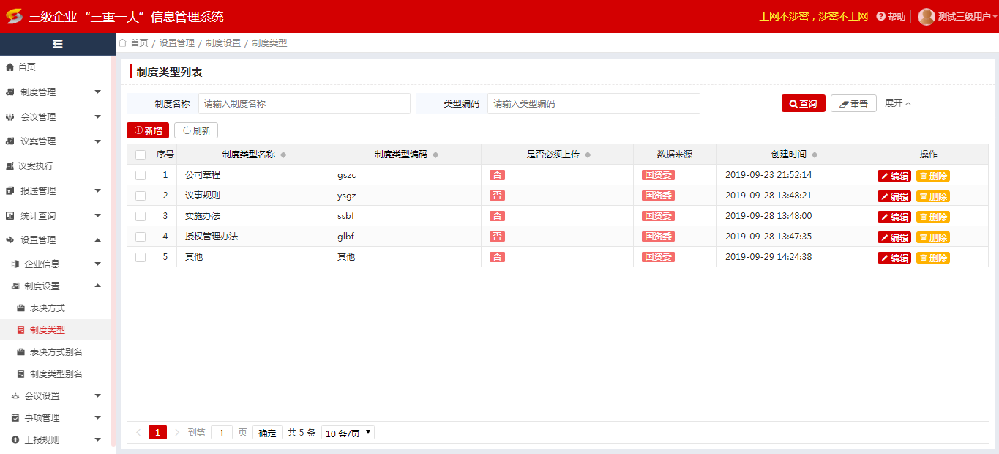 三级企业“三重一大”信息管理系统
上网不涉密，涉密不上网 帮助 测试三级用户
首页 / 设置管理 / 制度设置 / 制度类型
首页
制度管理
会议管理
议案管理
议案执行
报送管理
统计查询
设置管理
企业信息
制度设置
表决方式
制度类型
表决方式别名
制度类型别名
会议设置
事项管理
上报规则
制度类型列表
制度名称 请输入制度名称 类型编码 请输入类型编码 查询 重置 展开
新增 刷新
序号 制度类型名称 制度类型编码 是否必须上传 数据来源 创建时间 操作
1 公司章程 gszc 否 国资委 2019-09-23 21:52:14 编辑 删除
2 议事规则 ysgz 否 国资委 2019-09-28 13:48:21 编辑 删除
3 实施办法 ssbf 否 国资委 2019-09-28 13:48:00 编辑 删除
4 授权管理办法 glbf 否 国资委 2019-09-28 13:47:35 编辑 删除
5 其他 其他 否 国资委 2019-09-29 14:24:38 编辑 删除
1 到第 1 页 确定 共 5 条 10 条/页